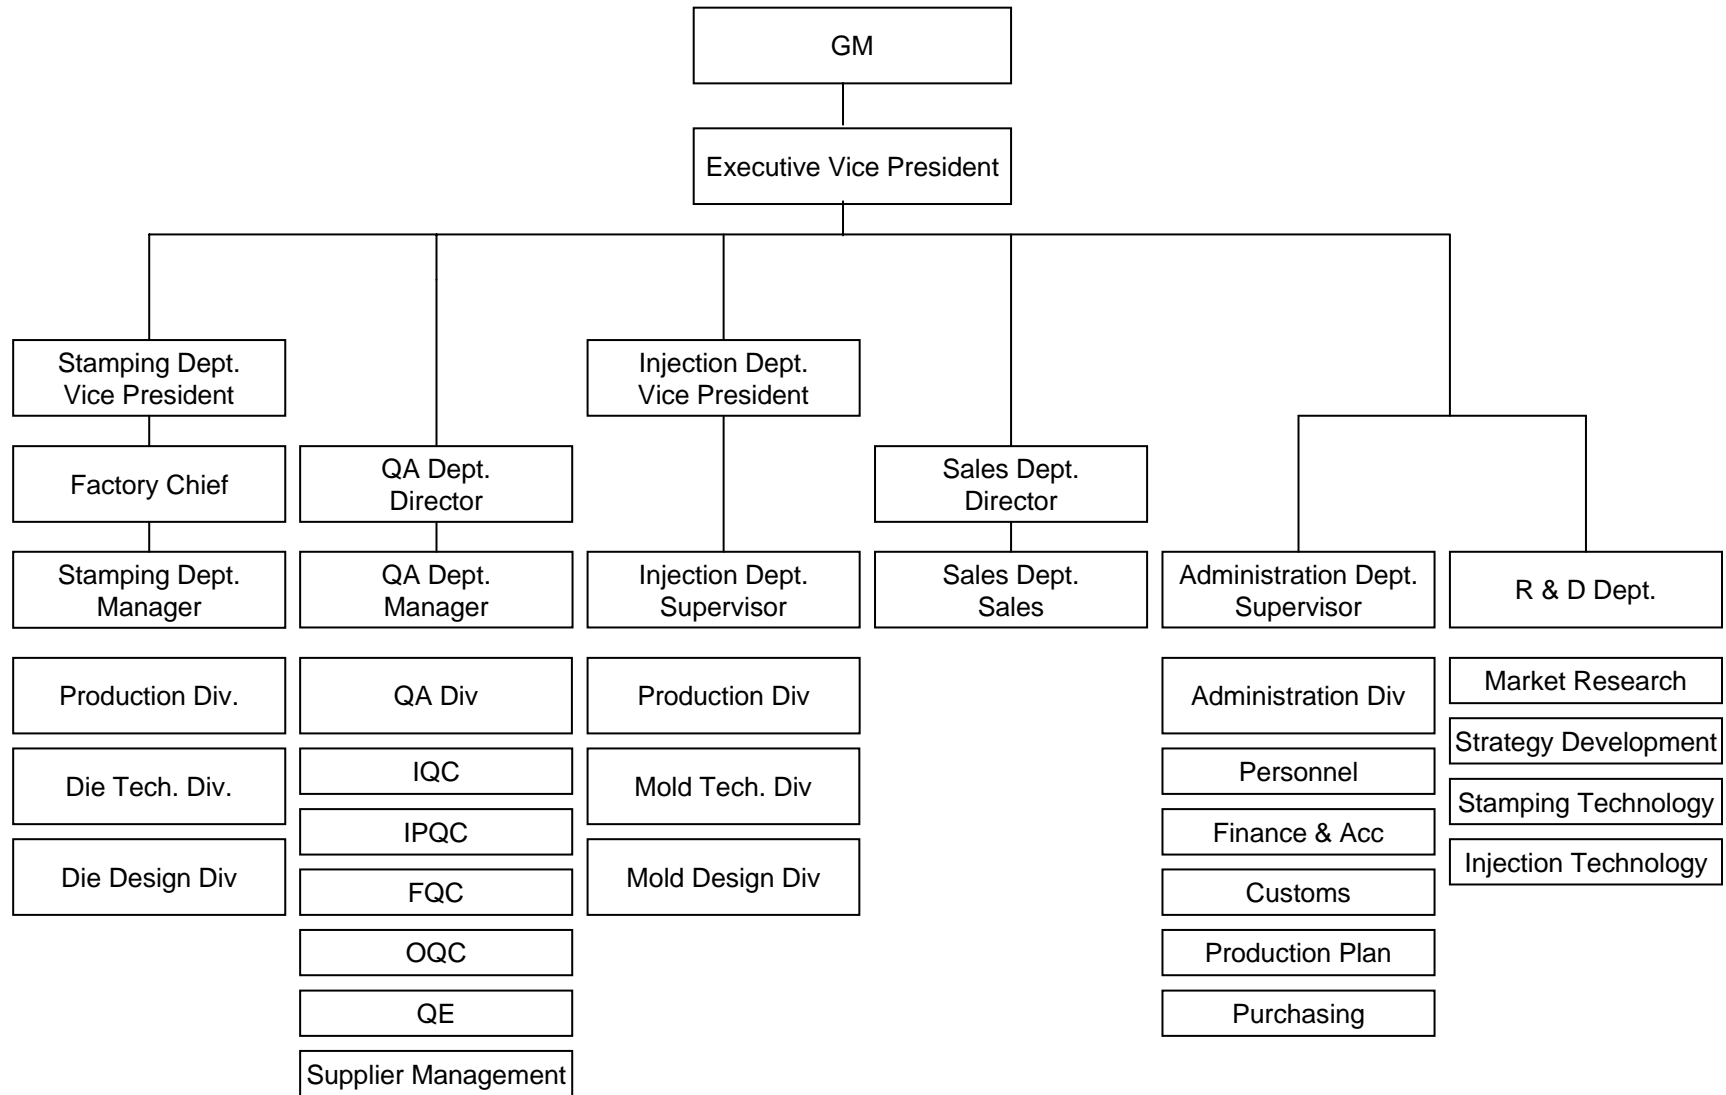 GM
Executive Vice President
Stamping Dept.
Vice President
Injection Dept.
Vice President
Factory Chief
QA Dept.
Director
Sales Dept.
Director
Stamping Dept.
Manager
QA Dept.
Manager
Injection Dept.
Supervisor
Sales Dept.
Sales
Administration Dept.
Supervisor
R & D Dept.
Production Div.
Die Tech. Div.
Die Design Div
QA Div
IQC
IPQC
FQC
OQC
QE
Supplier Management
Production Div
Mold Tech. Div
Mold Design Div
Administration Div
Personnel
Finance & Acc
Customs
Production Plan
Purchasing
Market Research
Strategy Development
Stamping Technology
Injection Technology